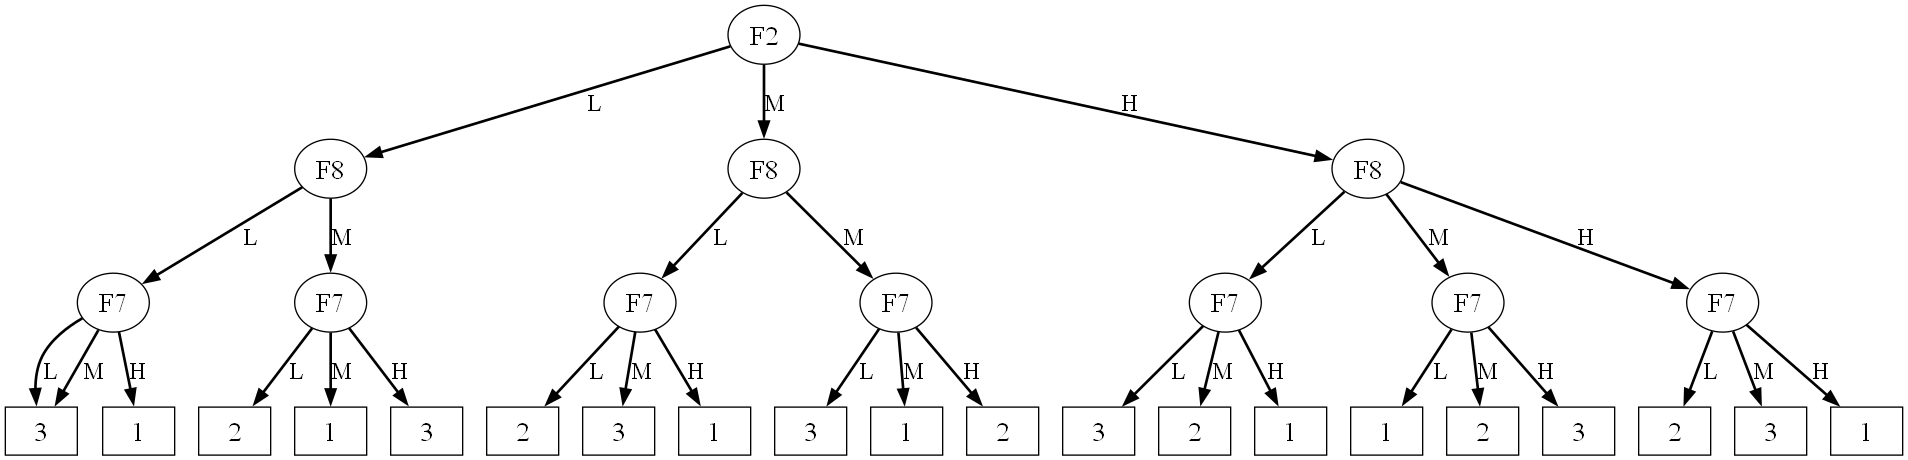 F2
L M H
F8 F8 F8
L M L M L M H
F7 F7 F7 F7 F7 F7 F7
L M H L M H L M H L M H L M H L M H L M H
3 1 2 1 3 2 3 1 3 1 2 3 2 1 1 2 3 2 3 1